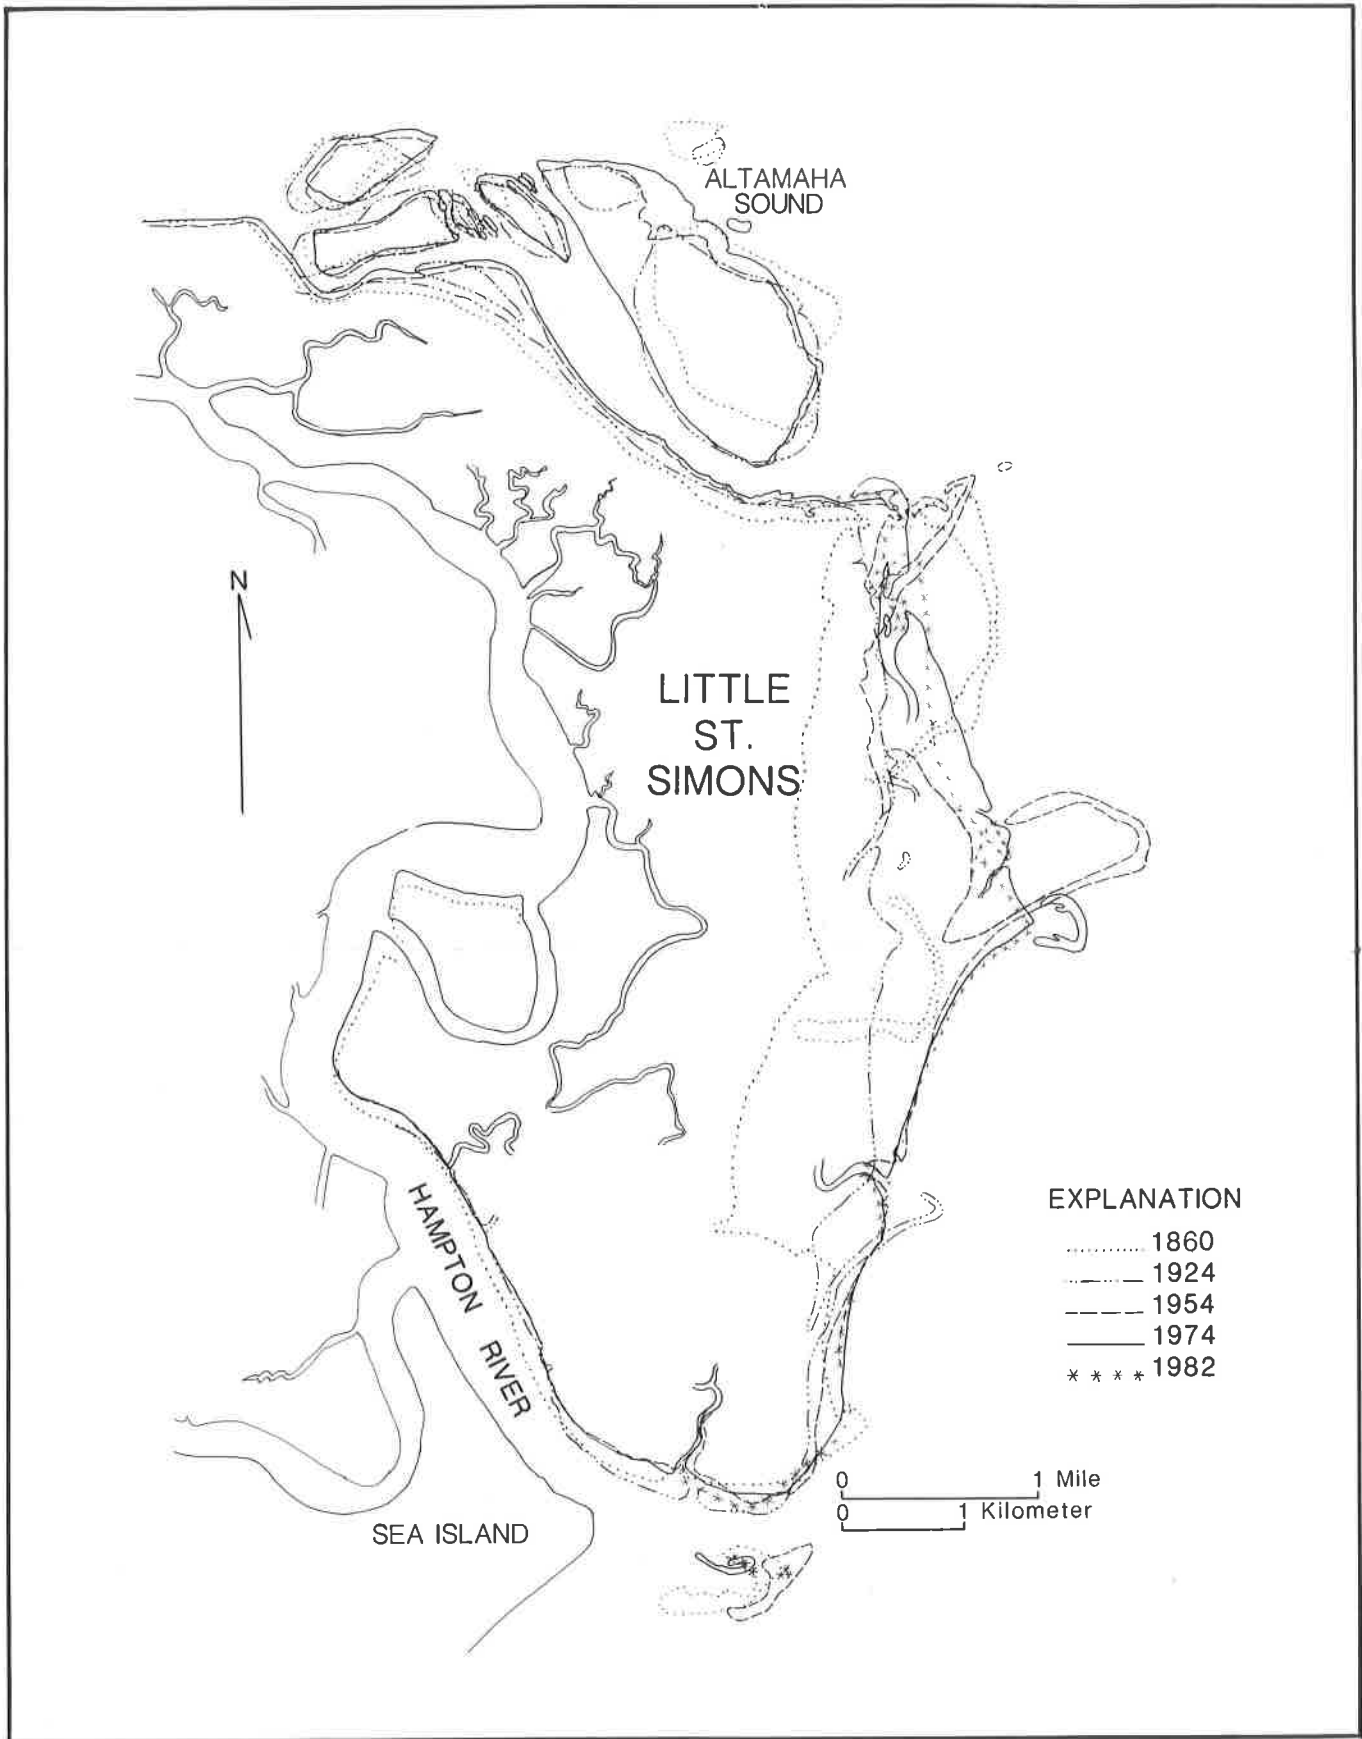 ALTAMAHA
SOUND
N
LITTLE
ST.
SIMONS
HAMPTON RIVER
EXPLANATION
1860
1924
1954
1974
* * * * 1982
0 1 Mile
0 1 Kilometer
SEA ISLAND